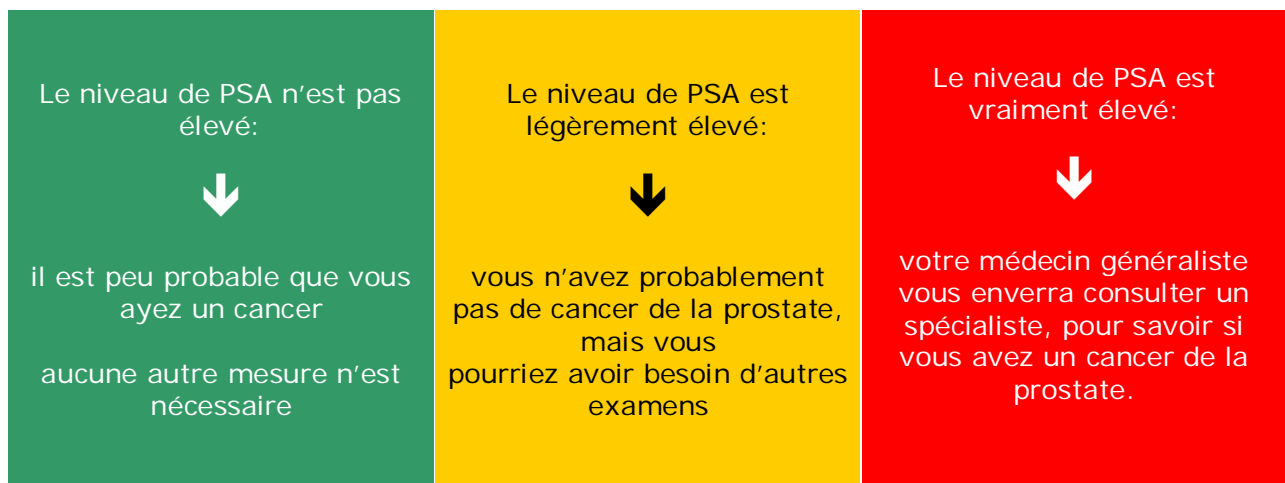 Le niveau de PSA n'est pas
élevé:
il est peu probable que vous
ayez un cancer
aucune autre mesure n'est
nécessaire
Le niveau de PSA est
légèrement élevé:
vous n'avez probablement
pas de cancer de la prostate,
mais vous
pourriez avoir besoin d'autres
examens
Le niveau de PSA est
vraiment élevé:
votre médecin généraliste
vous enverra consulter un
spécialiste, pour savoir si
vous avez un cancer de la
prostate.